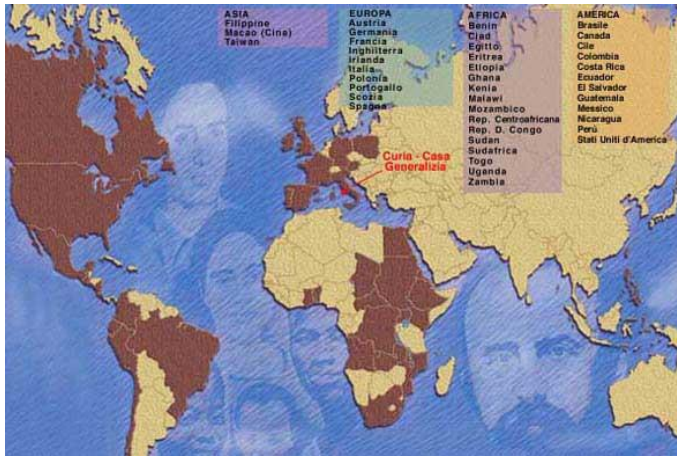 ASIA
Filippine
Macao (Cina)
Taiwan
EUROPA
Austria
Germania
Francia
Inghilterra
Irlanda
Italia
Polonia
Portogallo
Scozia
Spagna
AFRICA
Benin
Ciad
Egitto
Eritrea
Etiopia
Ghana
Kenia
Malawi
Mozambico
Rep. Centroafricana
Rep. D. Congo
Sudan
Sudafrica
Togo
Uganda
Zambia
AMERICA
Brasile
Canada
Cile
Colombia
Costa Rica
Ecuador
El Salvador
Guatemala
Messico
Nicaragua
Perú
Stati Uniti d'America
Curia - Casa
Generalizia